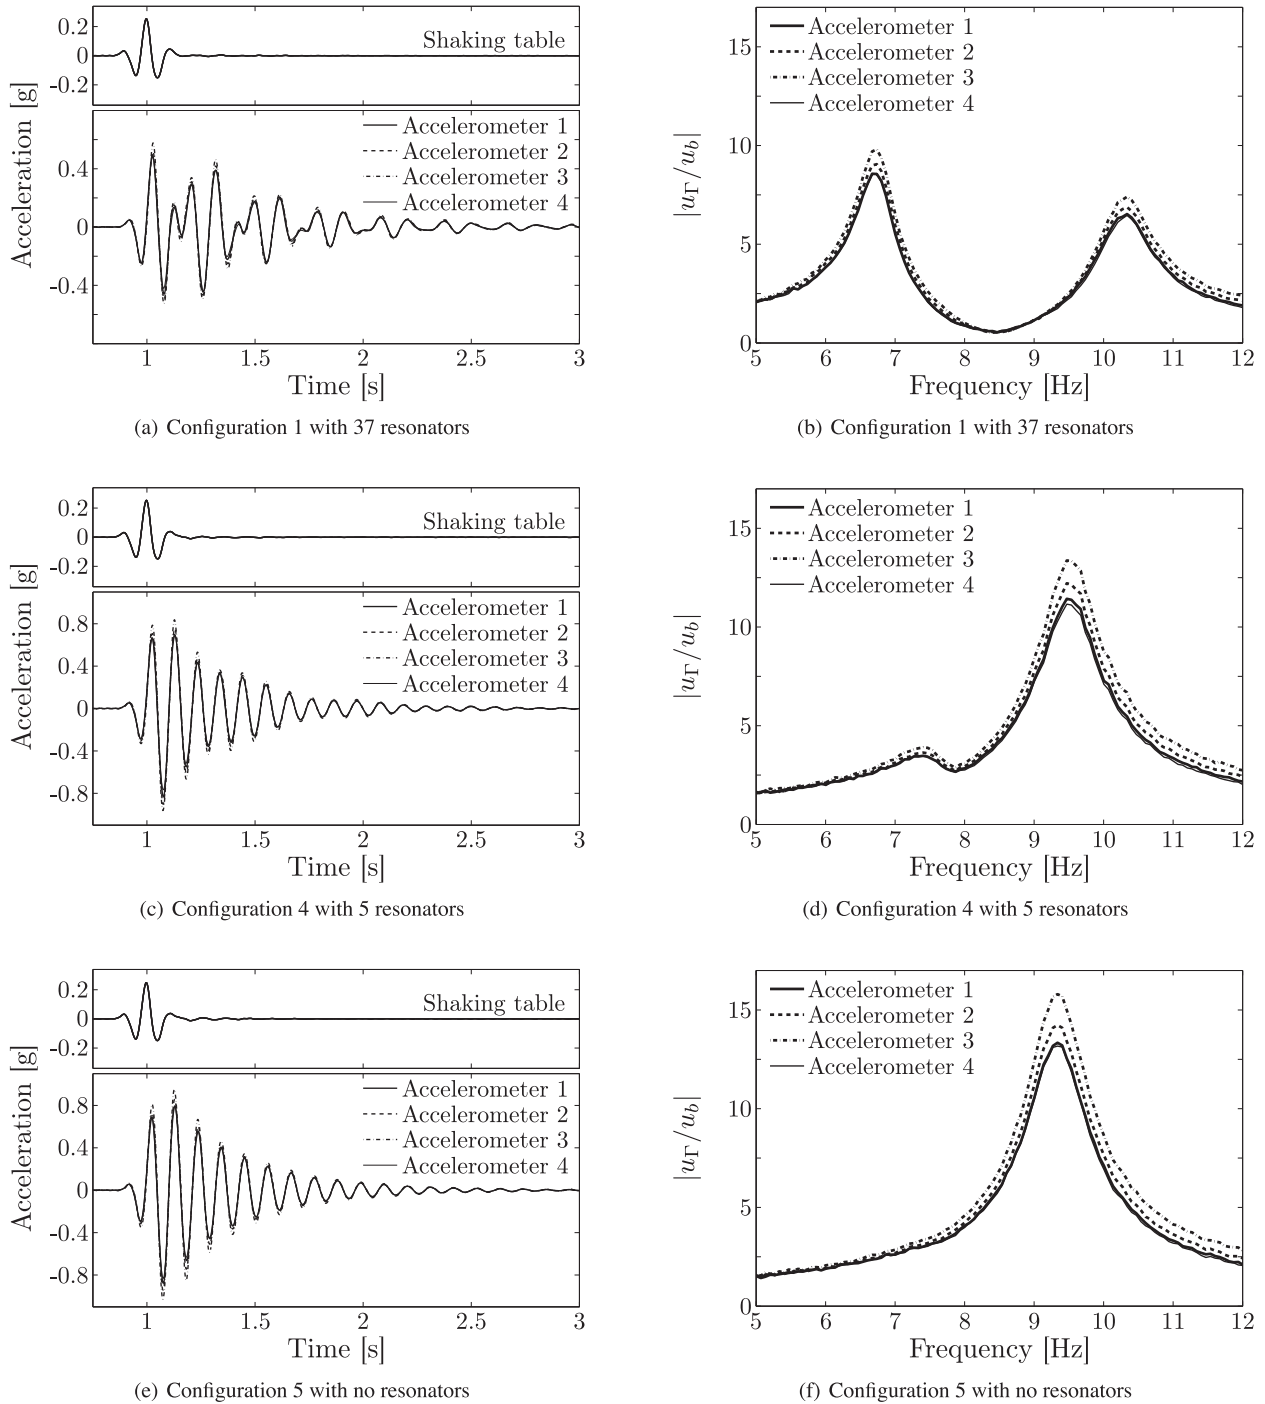 0.2
0
-0.2
Shaking table
Acceleration [g]
0.4
0
-0.4
Accelerometer 1
Accelerometer 2
Accelerometer 3
Accelerometer 4
1 1.5 2 2.5 3
Time [s]
(a) Configuration 1 with 37 resonators
Accelerometer 1
Accelerometer 2
Accelerometer 3
Accelerometer 4
15
10
5
0
|u_Γ/u_b|
5 6 7 8 9 10 11 12
Frequency [Hz]
(b) Configuration 1 with 37 resonators
0.2
0
-0.2
Shaking table
Acceleration [g]
0.8
0.4
0
-0.4
-0.8
Accelerometer 1
Accelerometer 2
Accelerometer 3
Accelerometer 4
1 1.5 2 2.5 3
Time [s]
(c) Configuration 4 with 5 resonators
Accelerometer 1
Accelerometer 2
Accelerometer 3
Accelerometer 4
15
10
5
0
|u_Γ/u_b|
5 6 7 8 9 10 11 12
Frequency [Hz]
(d) Configuration 4 with 5 resonators
0.2
0
-0.2
Shaking table
Acceleration [g]
0.8
0.4
0
-0.4
-0.8
Accelerometer 1
Accelerometer 2
Accelerometer 3
Accelerometer 4
1 1.5 2 2.5 3
Time [s]
(e) Configuration 5 with no resonators
Accelerometer 1
Accelerometer 2
Accelerometer 3
Accelerometer 4
15
10
5
0
|u_Γ/u_b|
5 6 7 8 9 10 11 12
Frequency [Hz]
(f) Configuration 5 with no resonators